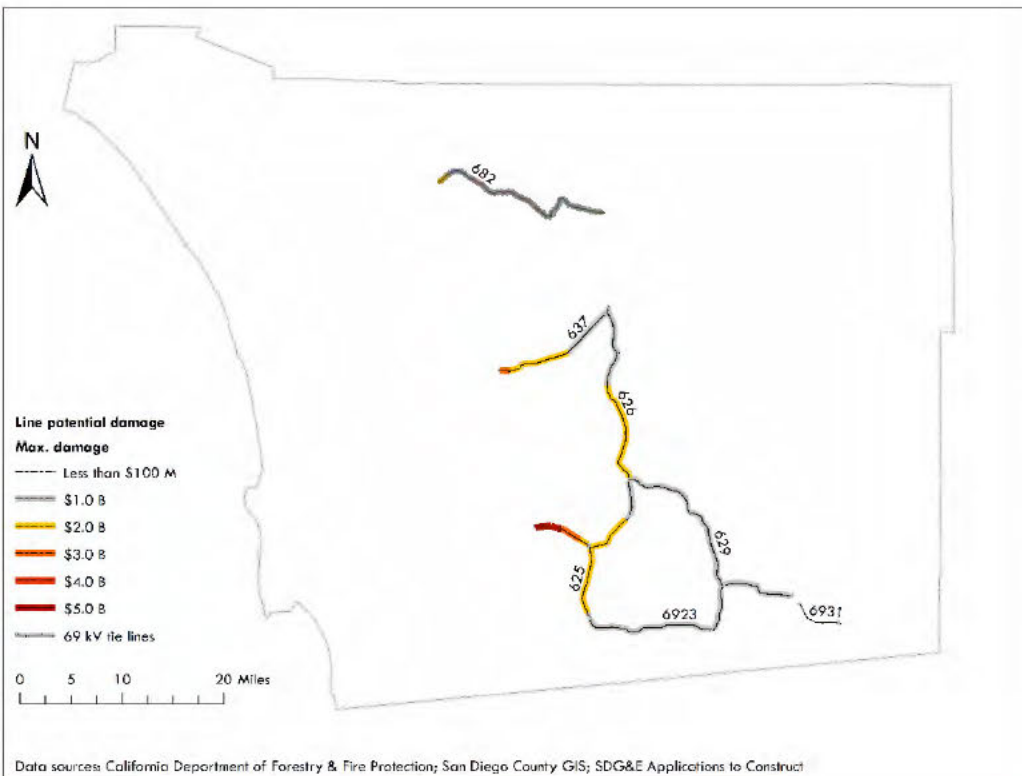 N
682
637
626
629
625
6923
6931
Line potential damage
Max. damage
Less than $100 M
$1.0 B
$2.0 B
$3.0 B
$4.0 B
$5.0 B
69 kV tie lines
0 5 10 20 Miles
Data sources: California Department of Forestry & Fire Protection; San Diego County GIS; SDG&E Applications to Construct